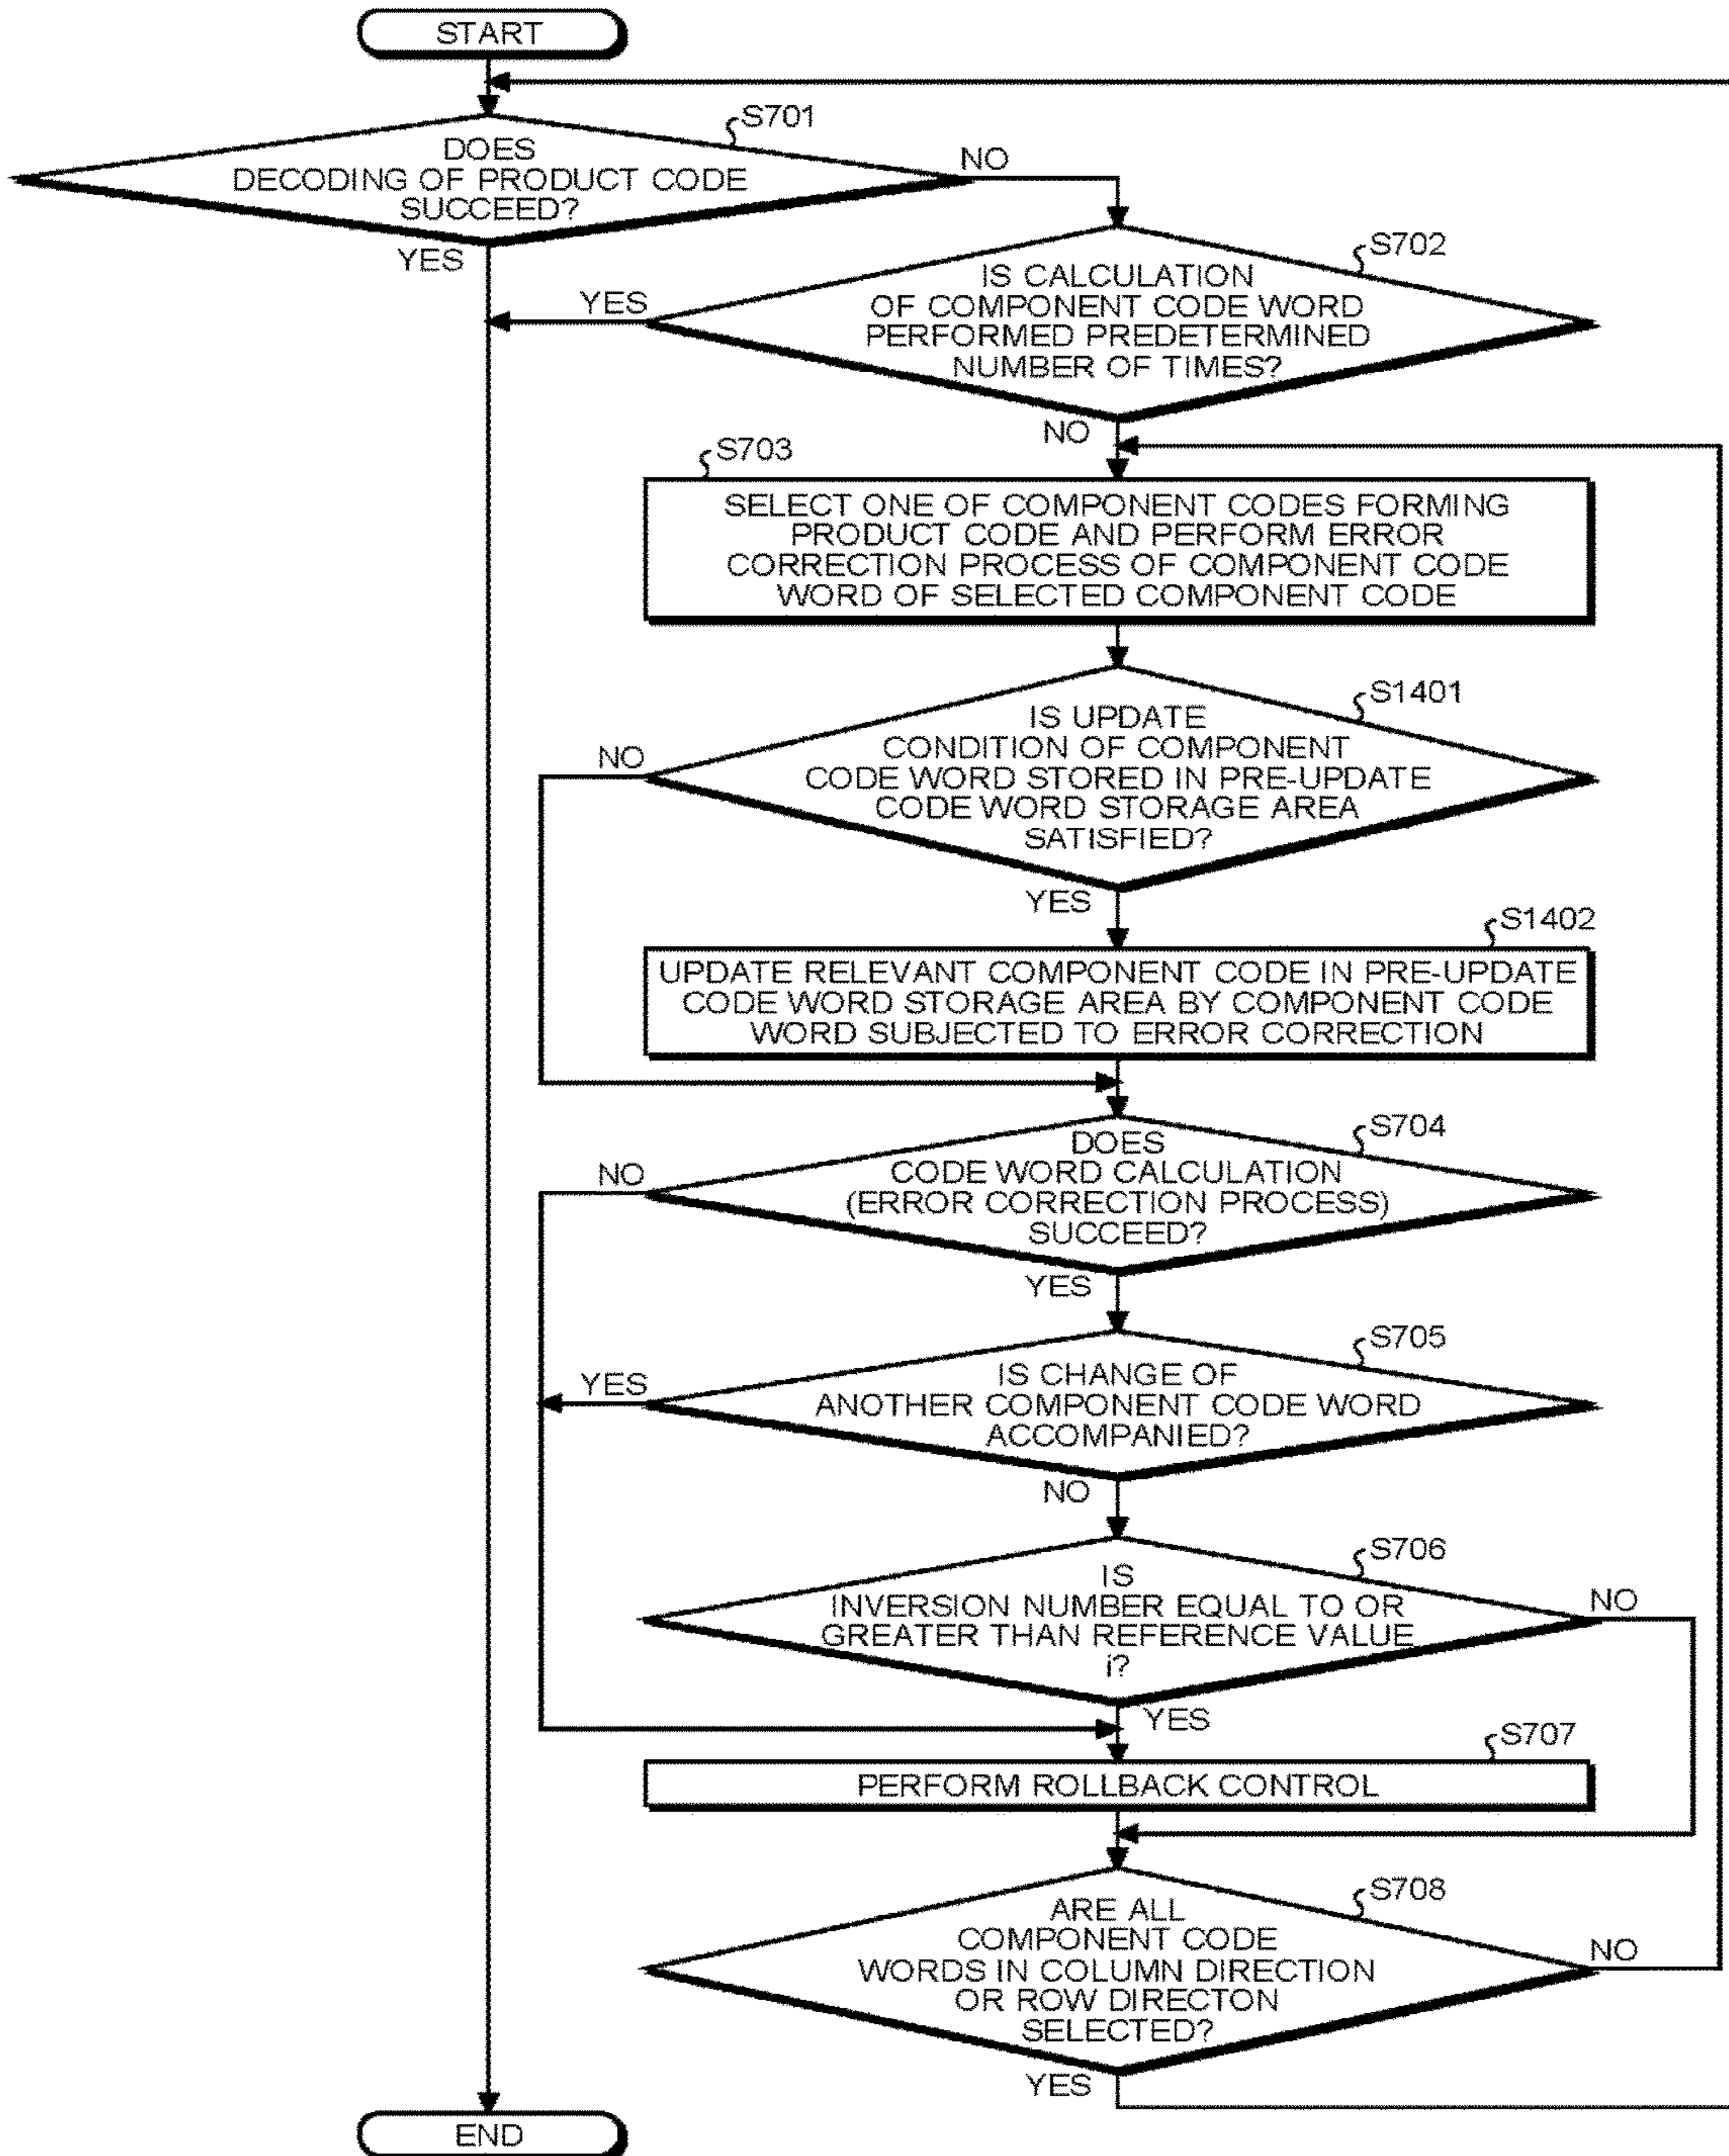 START
S701
DOES
DECODING OF PRODUCT CODE
SUCCEED?
NO
YES
S702
IS CALCULATION
OF COMPONENT CODE WORD
PERFORMED PREDETERMINED
NUMBER OF TIMES?
YES
NO
S703
SELECT ONE OF COMPONENT CODES FORMING
PRODUCT CODE AND PERFORM ERROR
CORRECTION PROCESS OF COMPONENT CODE
WORD OF SELECTED COMPONENT CODE
S1401
IS UPDATE
CONDITION OF COMPONENT
CODE WORD STORED IN PRE-UPDATE
CODE WORD STORAGE AREA
SATISFIED?
NO
YES
S1402
UPDATE RELEVANT COMPONENT CODE IN PRE-UPDATE
CODE WORD STORAGE AREA BY COMPONENT CODE
WORD SUBJECTED TO ERROR CORRECTION
S704
DOES
CODE WORD CALCULATION
(ERROR CORRECTION PROCESS)
SUCCEED?
NO
YES
S705
IS CHANGE OF
ANOTHER COMPONENT CODE WORD
ACCOMPANIED?
YES
NO
S706
IS
INVERSION NUMBER EQUAL TO OR
GREATER THAN REFERENCE VALUE
i?
NO
YES
S707
PERFORM ROLLBACK CONTROL
S708
ARE ALL
COMPONENT CODE
WORDS IN COLUMN DIRECTION
OR ROW DIRECTON
SELECTED?
NO
YES
END